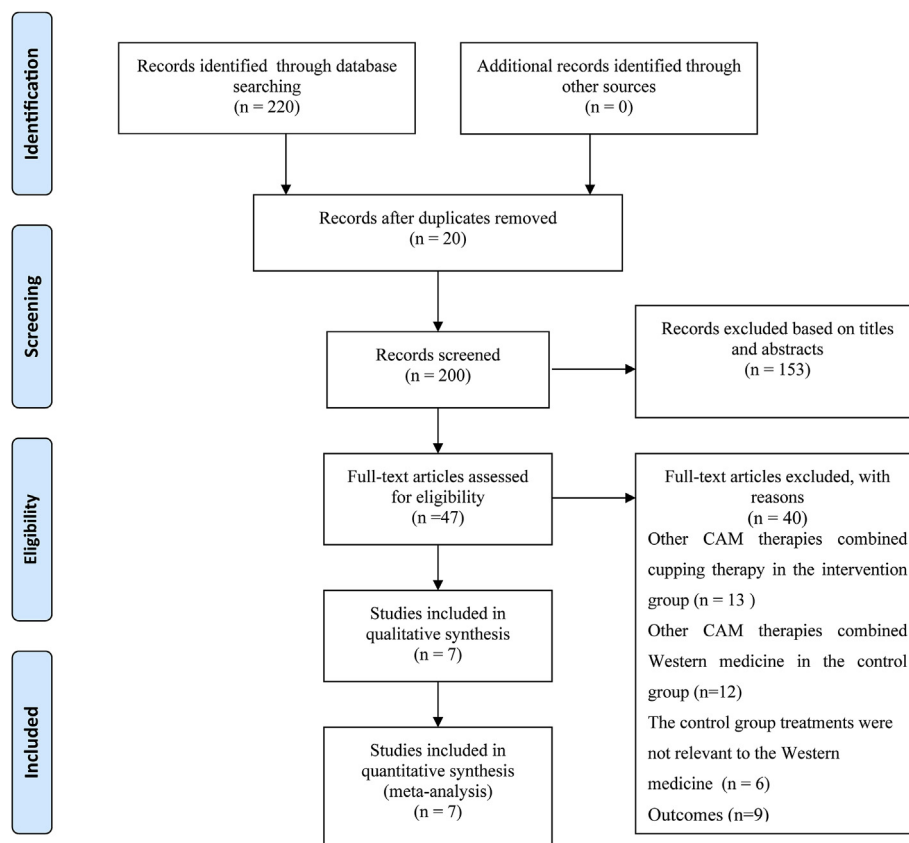 Identification
Records identified through database
searching
(n = 220)
Additional records identified through
other sources
(n = 0)
Records after duplicates removed
(n = 20)
Screening
Records screened
(n = 200)
Records excluded based on titles
and abstracts
(n = 153)
Eligibility
Full-text articles assessed
for eligibility
(n =47)
Full-text articles excluded, with
reasons
(n = 40)
Other CAM therapies combined
cupping therapy in the intervention
group (n = 13 )
Other CAM therapies combined
Western medicine in the control
group (n=12)
The control group treatments were
not relevant to the Western
medicine (n = 6)
Outcomes (n=9)
Studies included in
qualitative synthesis
(n = 7)
Included
Studies included in
quantitative synthesis
(meta-analysis)
(n = 7)